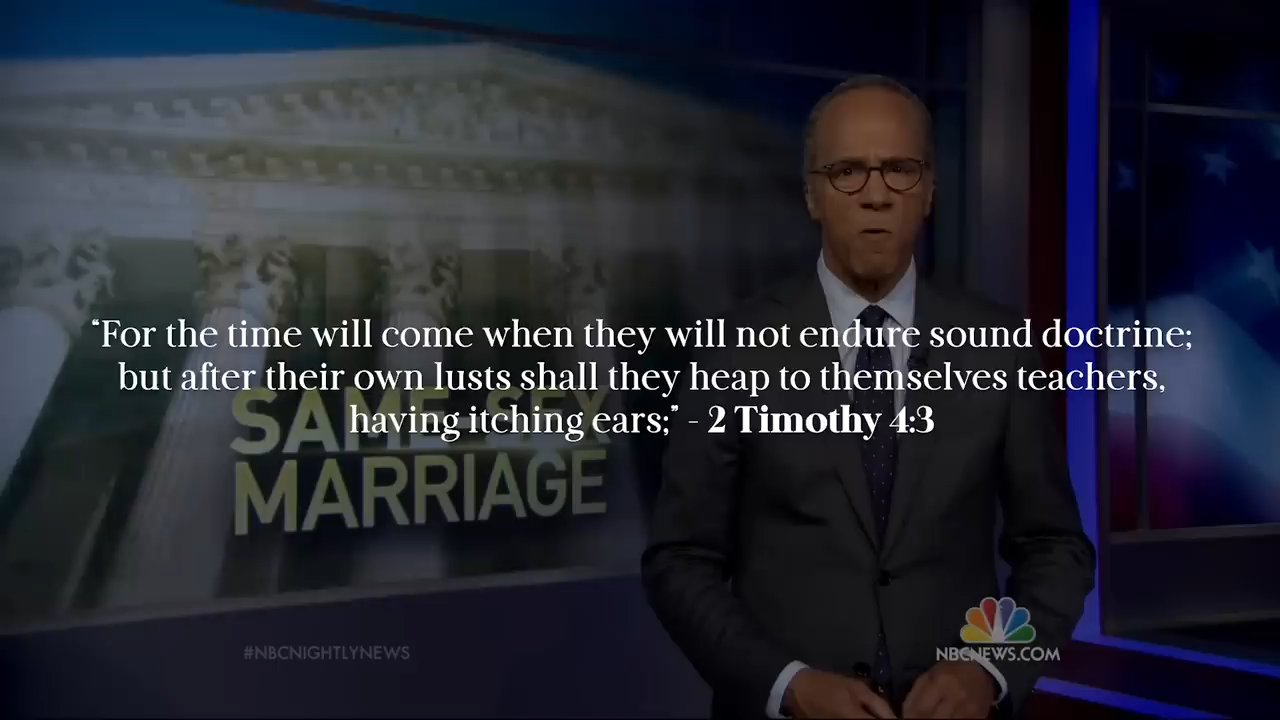 "For the time will come when they will not endure sound doctrine;
but after their own lusts shall they heap to themselves teachers,
having itching ears;" - 2 Timothy 4:3
SAME-SEX
MARRIAGE
#NBCNIGHTLYNEWS
NBCNEWS.COM